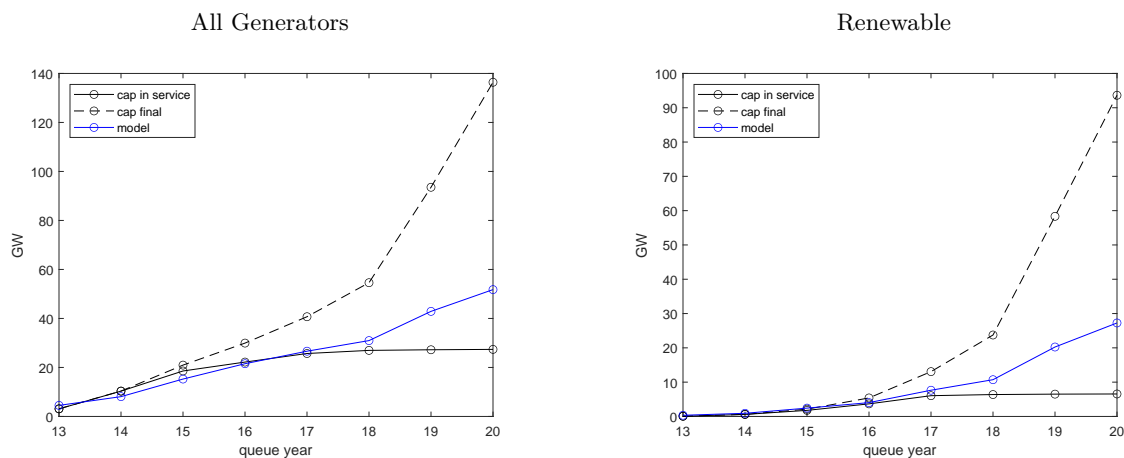 All Generators
140
120
100
80
60
40
20
0
GW
13 14 15 16 17 18 19 20
queue year
cap in service
cap final
model
Renewable
100
90
80
70
60
50
40
30
20
10
0
GW
13 14 15 16 17 18 19 20
queue year
cap in service
cap final
model